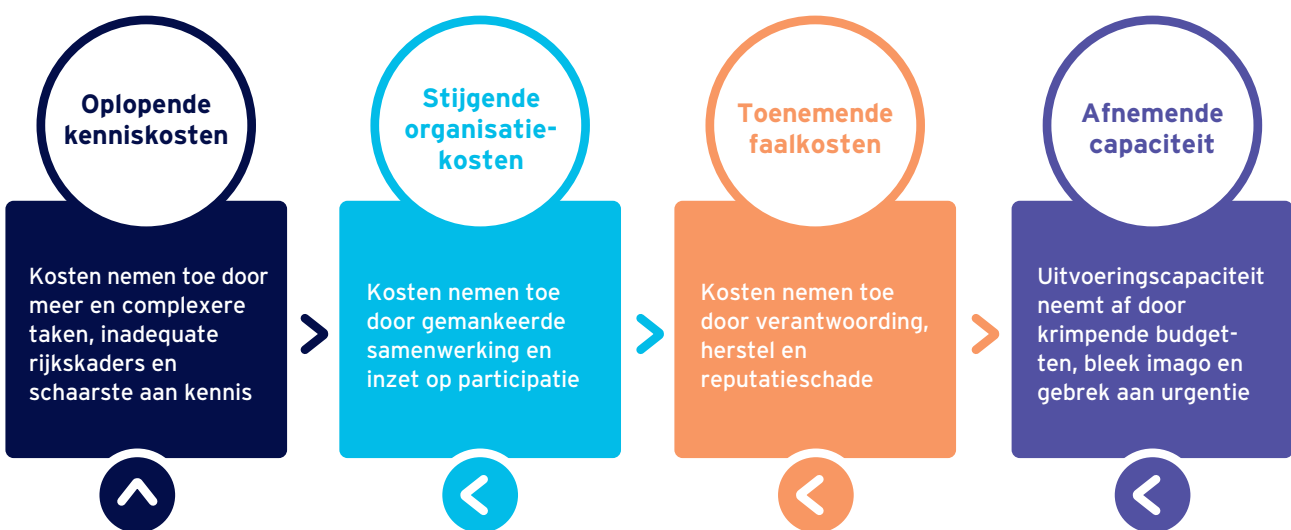 Oplopende
kenniskosten
Kosten nemen toe door
meer en complexere
taken, inadequate
rijkskaders en
schaarste aan kennis
Stijgende
organisatie-
kosten
Kosten nemen toe
door gemankeerde
samenwerking en
inzet op participatie
Toenemende
faalkosten
Kosten nemen toe
door verantwoording,
herstel en
reputatieschade
Afnemende
capaciteit
Uitvoeringscapaciteit
neemt af door
krimpende budget-
ten, bleek imago en
gebrek aan urgentie